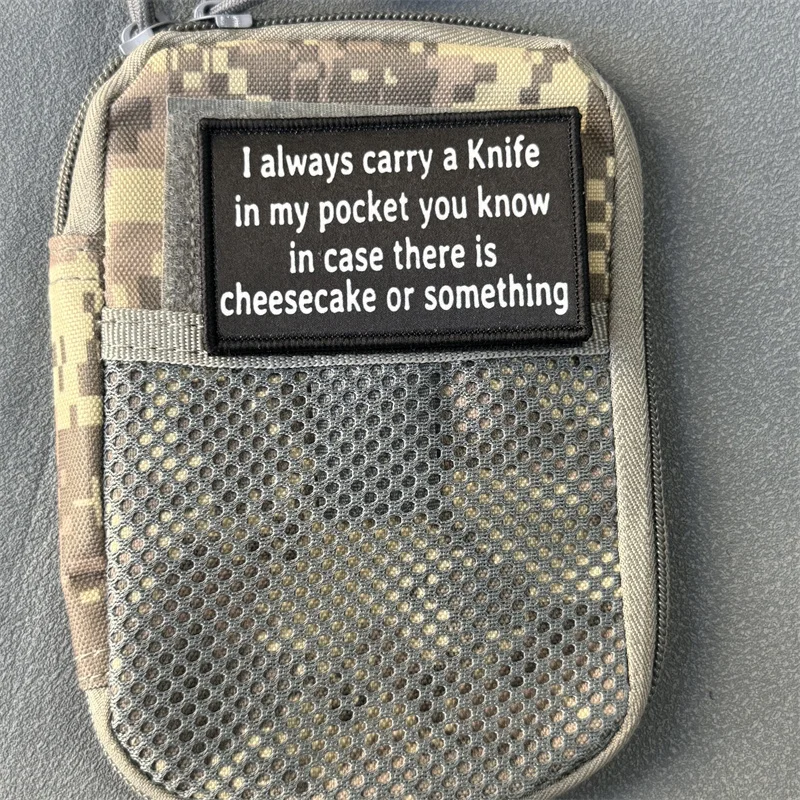 I always carry a Knife
in my pocket you know
in case there is
cheesecake or something